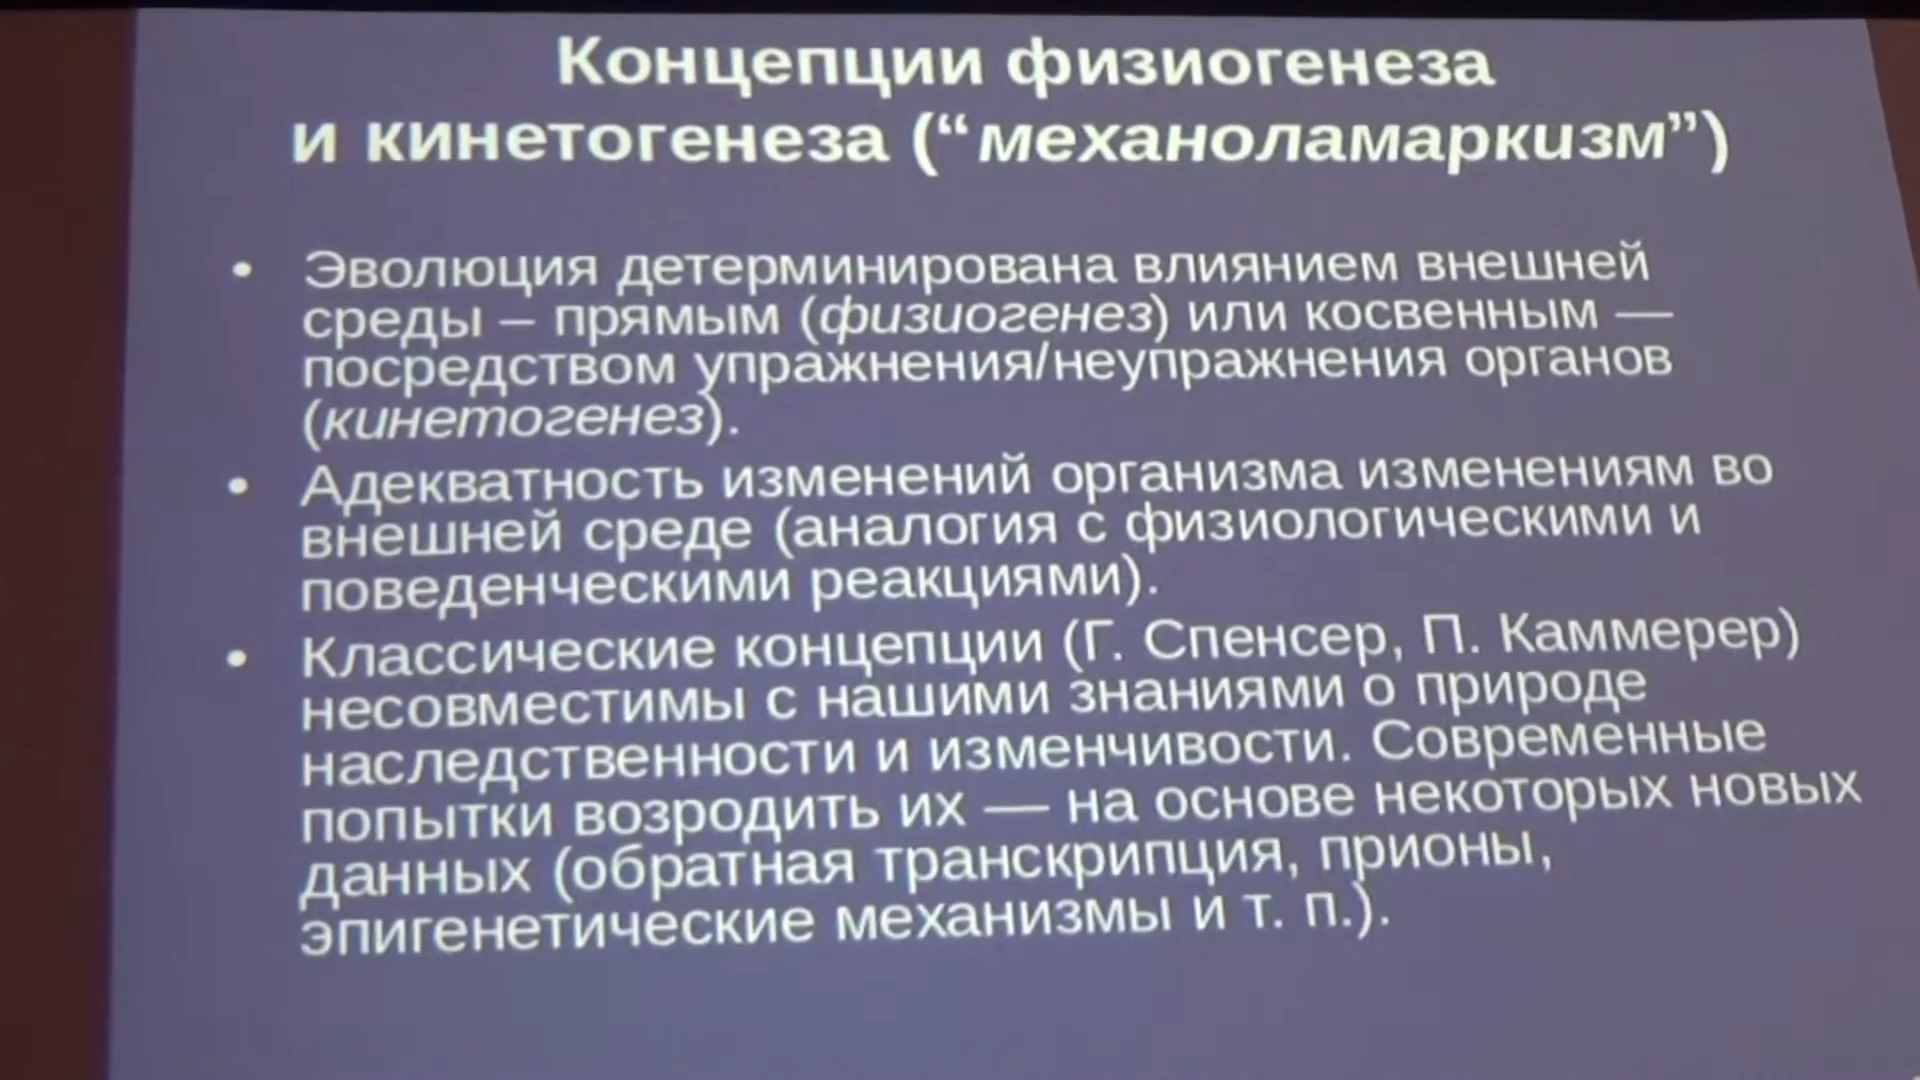 Концепции физиогенеза
и кинетогенеза (“механоламаркизм”)
• Эволюция детерминирована влиянием внешней
среды – прямым (физиогенез) или косвенным —
посредством упражнения/неупражнения органов
(кинетогенез).
• Адекватность изменений организма изменениям во
внешней среде (аналогия с физиологическими и
поведенческими реакциями).
• Классические концепции (Г. Спенсер, П. Каммерер)
несовместимы с нашими знаниями о природе
наследственности и изменчивости. Современные
попытки возродить их — на основе некоторых новых
данных (обратная транскрипция, прионы,
эпигенетические механизмы и т. п.).